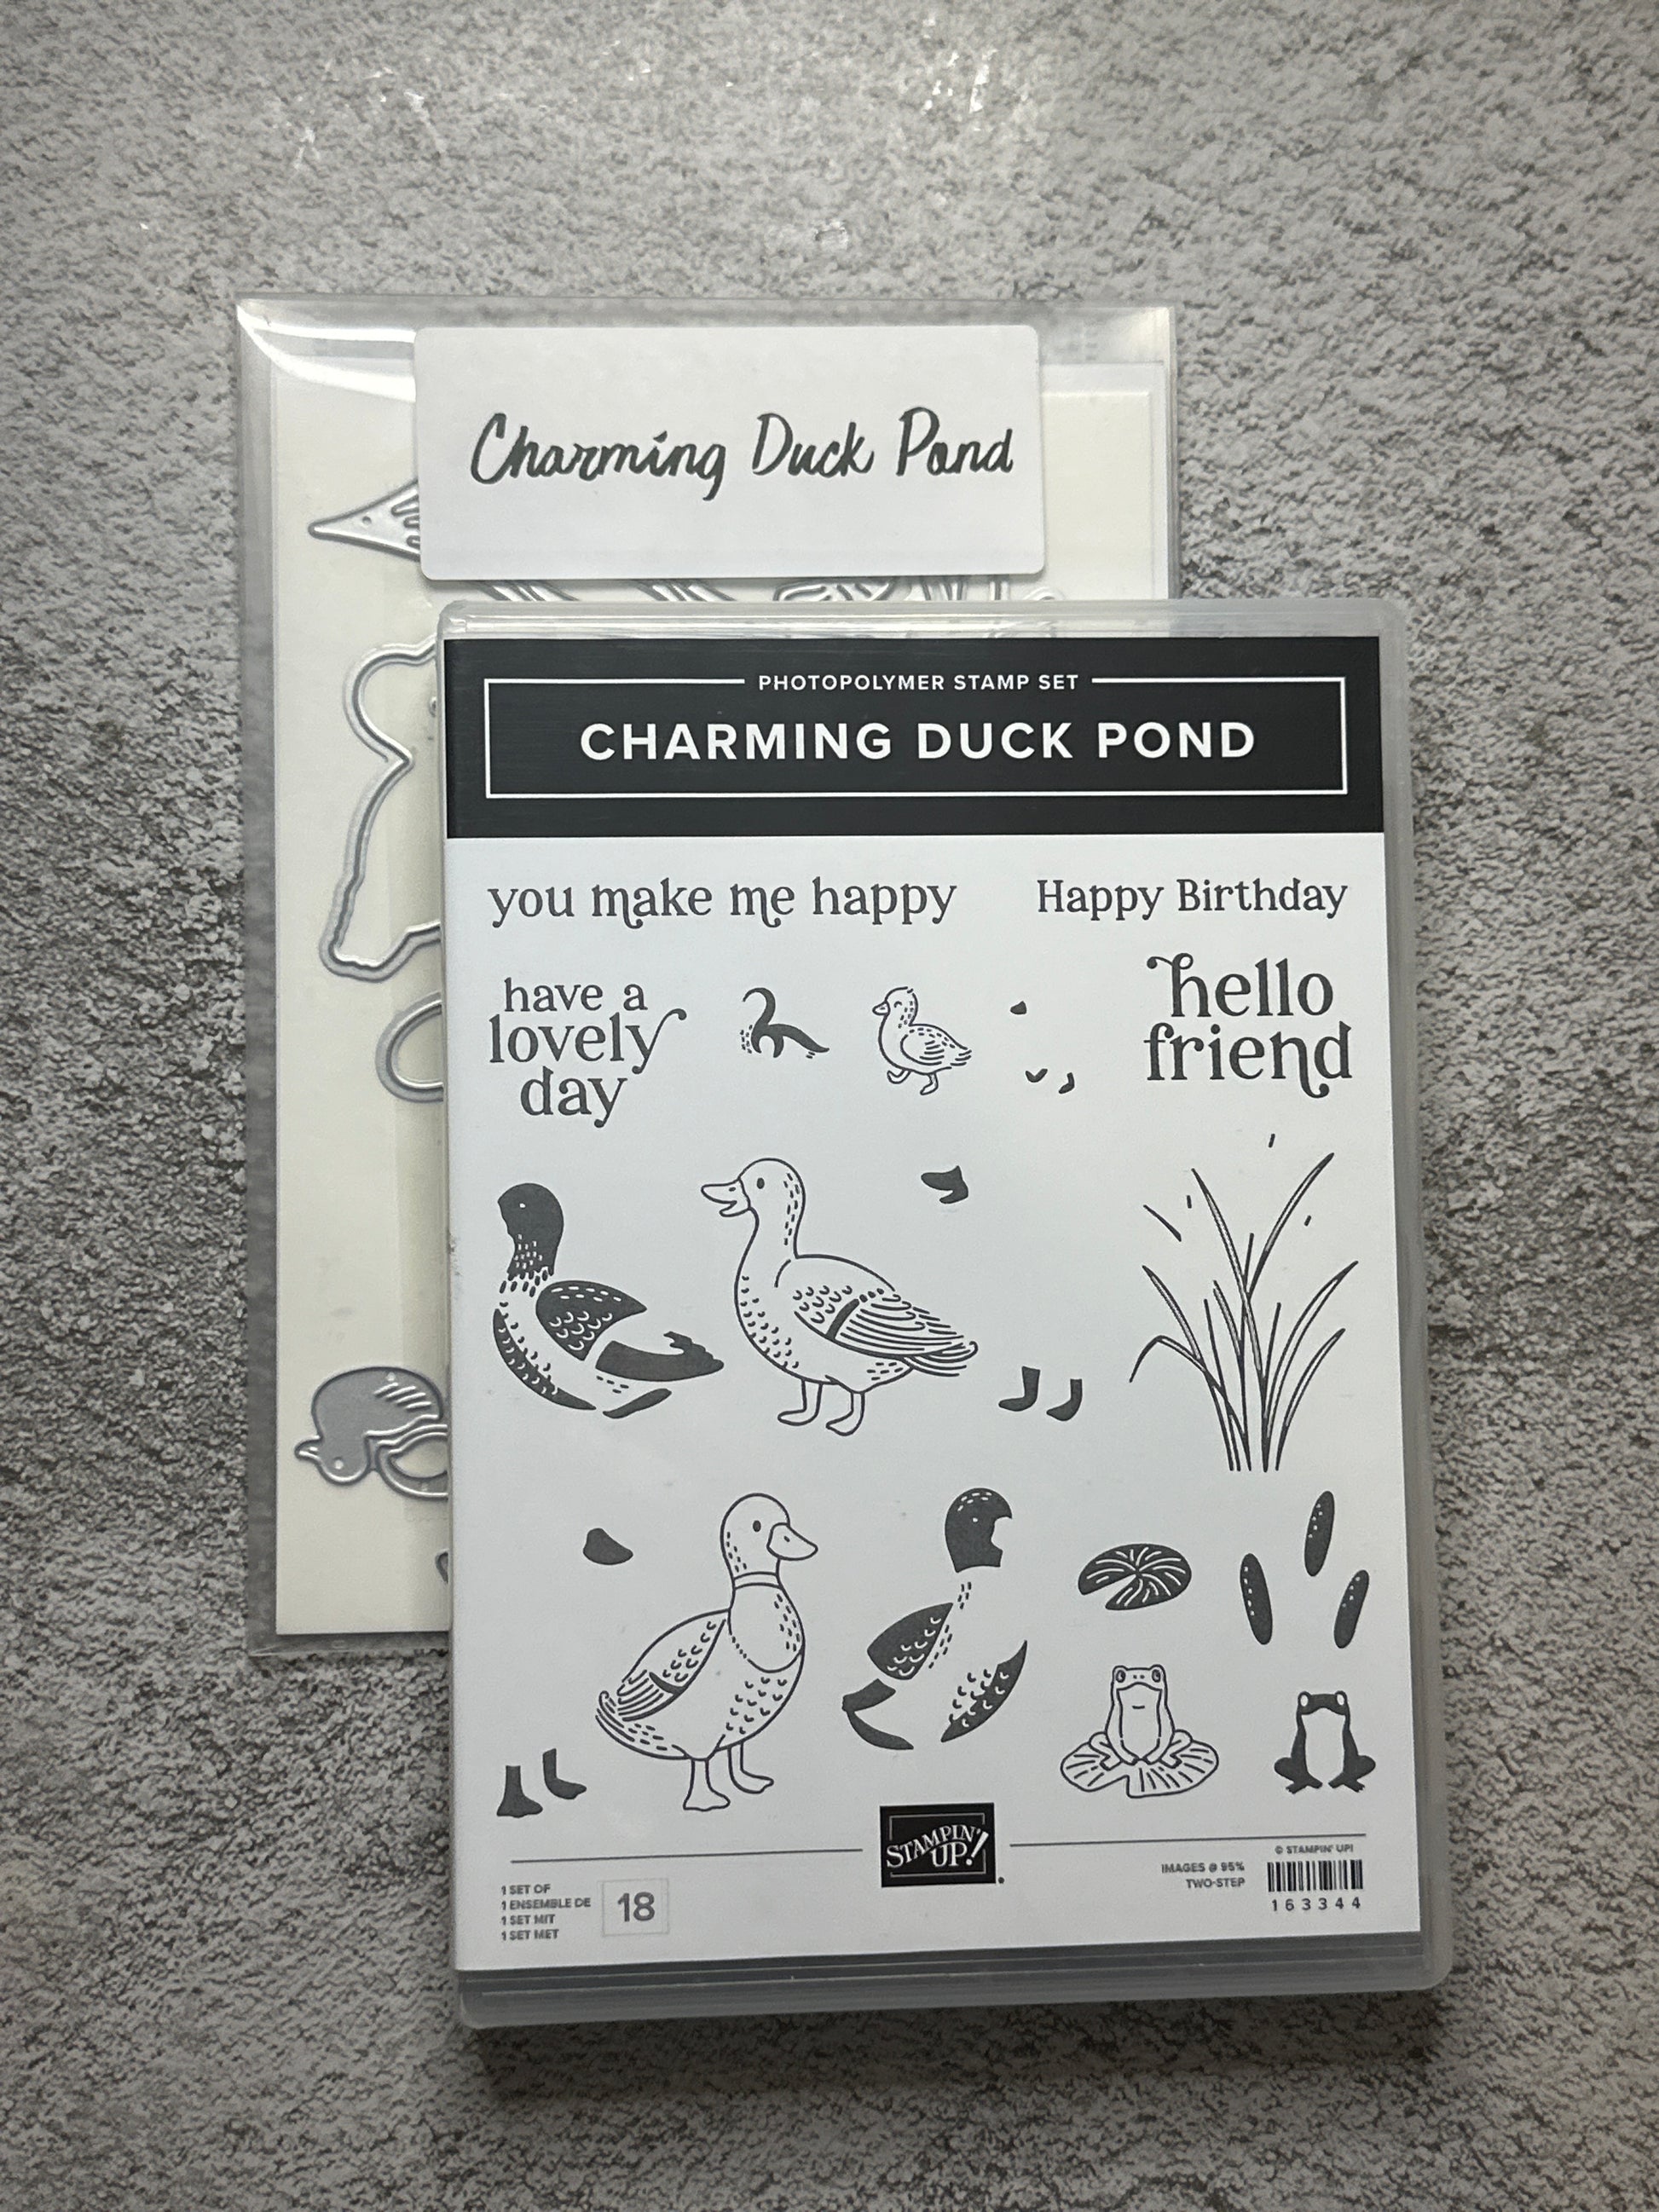 Charming Duck Pond
PHOTOPOLYMER STAMP SET
CHARMING DUCK POND
you make me happy
Happy Birthday
have a
lovely
day
hello
friend
STAMPIN'
UP!
1 SET OF
1 ENSEMBLE DE
1 SET MIT
1 SET MET
18
IMAGES @ 95%
TWO-STEP
© STAMPIN' UP!
163344